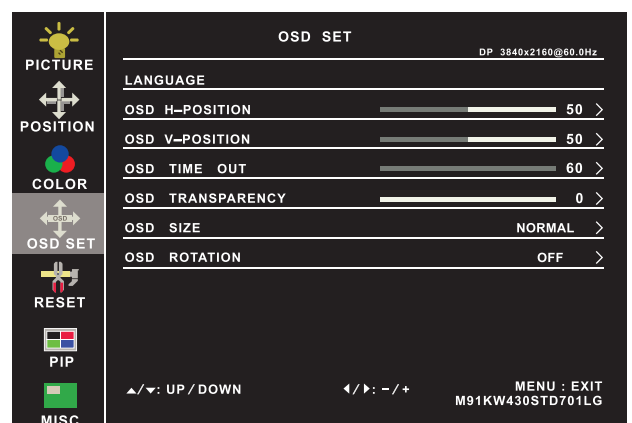 OSD SET
DP 3840x2160@60.0Hz
PICTURE
POSITION
COLOR
OSD
OSD SET
RESET
PIP
MISC
LANGUAGE
OSD H–POSITION 50 >
OSD V–POSITION 50 >
OSD TIME OUT 60 >
OSD TRANSPARENCY 0 >
OSD SIZE NORMAL >
OSD ROTATION OFF >
▲/▼: UP / DOWN ◀/▶: – / + MENU : EXIT
M91KW430STD701LG